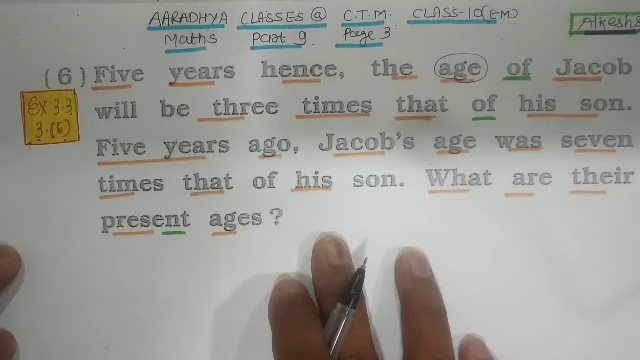 AARADHYA CLASSES @ C.T.M. CLASS-10(EM)
Maths Part 9 Page 3
Alkesh
(6) Five years hence, the age of Jacob
Ex 3.3
3.(6)
will be three times that of his son.
Five years ago, Jacob's age was seven
times that of his son. What are their
present ages?